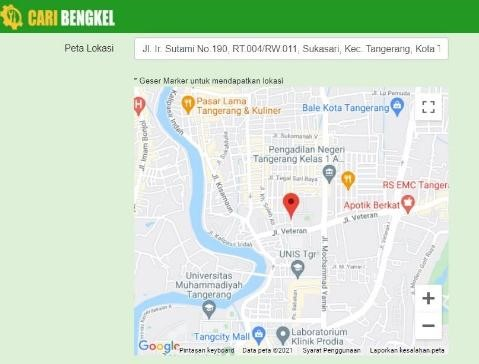 CARI BENGKEL
Peta Lokasi
Jl. Ir. Sutami No.190, RT.004/RW.011, Sukasari, Kec. Tangerang, Kota T
* Geser Marker untuk mendapatkan lokasi
Pasar Lama
Tangerang & Kuliner
Bale Kota Tangerang
Jl. Imam Bonjol
Kalipasir Indah
Jl. Kisamaun
Pengadilan Negeri
Tangerang Kelas 1 A...
RS EMC Tangera
Apotik Berkat
Jl. Veteran
Jl. Veteran
UNIS Tgr
Jl. Mochammad Yamin
Universitas
Muhammadiyah
Tangerang
Tangcity Mall
Laboratorium
Klinik Prodia
Google
Pintasan keyboard
Data peta ©2021
Syarat Penggunaan
Laporkan kesalahan peta